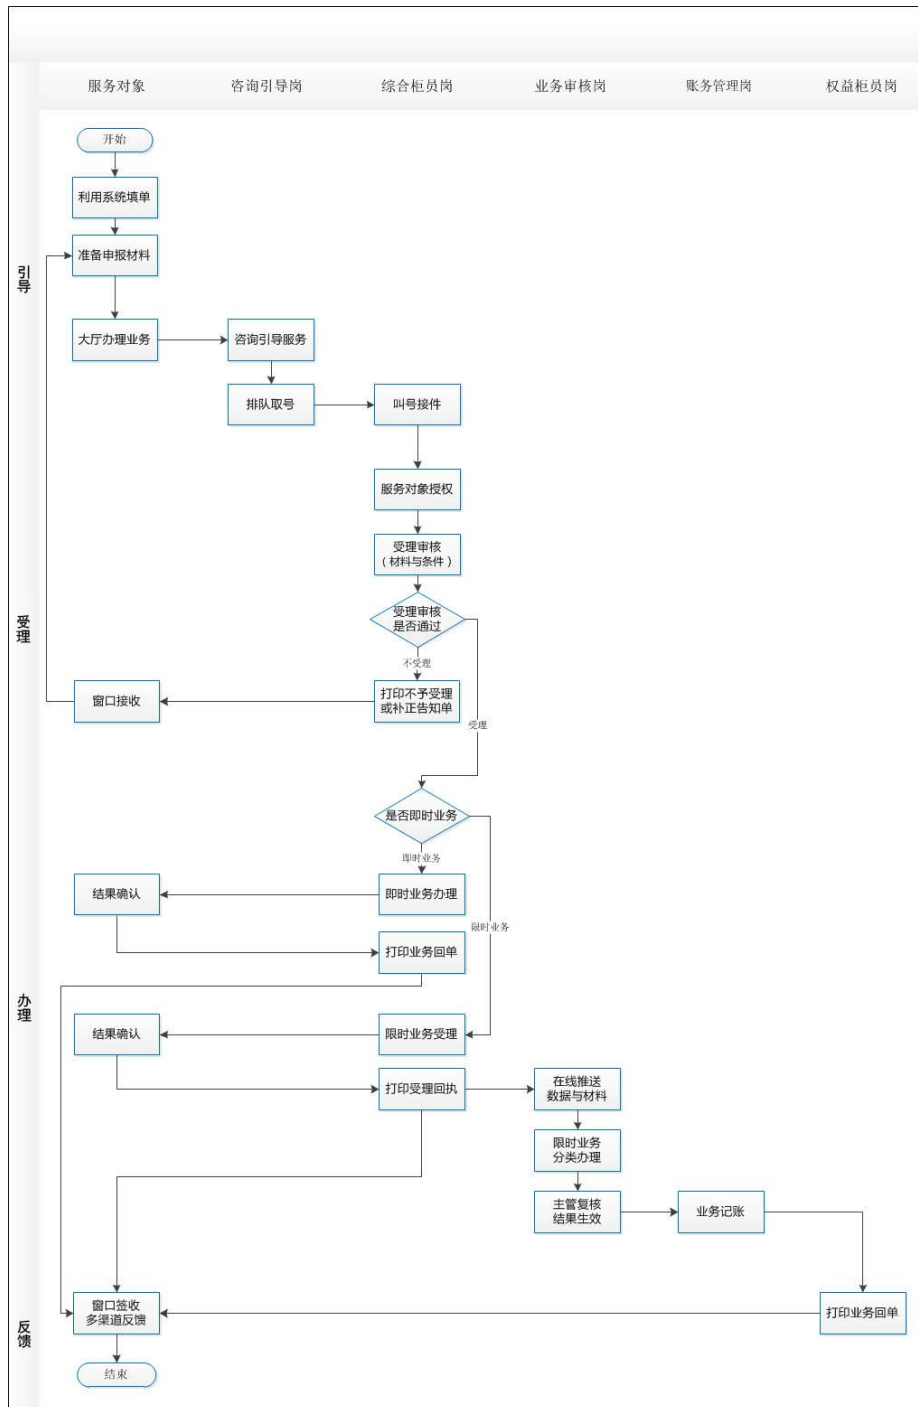 服务对象
咨询引导岗
综合柜员岗
业务审核岗
账务管理岗
权益柜员岗
引导
开始
利用系统填单
准备申报材料
大厅办理业务
咨询引导服务
排队取号
叫号接件
服务对象授权
受理
受理审核
（材料与条件）
受理审核
是否通过
不受理
打印不予受理
或补正告知单
窗口接收
受理
办理
是否即时业务
即时业务
即时业务办理
结果确认
限时业务
打印业务回单
限时业务受理
结果确认
打印受理回执
在线推送
数据与材料
限时业务
分类办理
主管复核
结果生效
业务记账
反馈
打印业务回单
窗口签收
多渠道反馈
结束